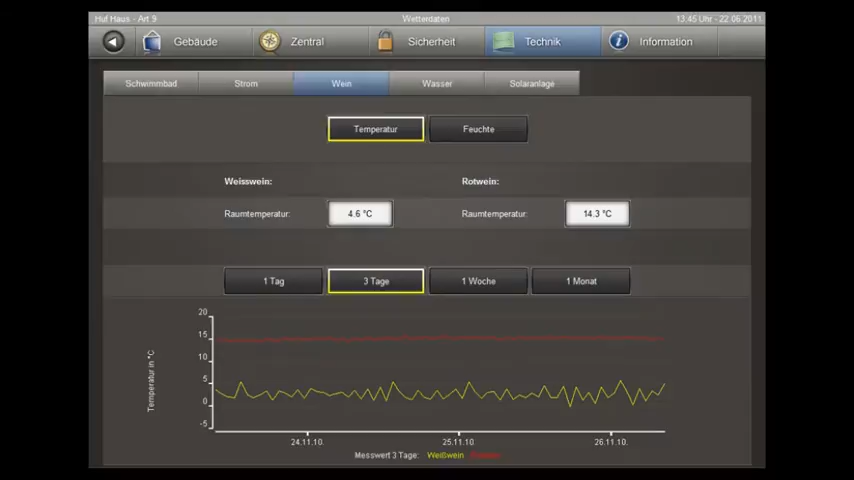 Huf Haus - Art 9 Wetterdaten 13:45 Uhr - 22.06.2011
Gebäude Zentral Sicherheit Technik Information
Schwimmbad Strom Wein Wasser Solaranlage
Temperatur Feuchte
Weisswein: Rotwein:
Raumtemperatur: 4.6 °C Raumtemperatur: 14.3 °C
1 Tag 3 Tage 1 Woche 1 Monat
20
15
10
5
0
-5
Temperatur in °C
24.11.10. 25.11.10. 26.11.10.
Messwert 3 Tage: Weißwein